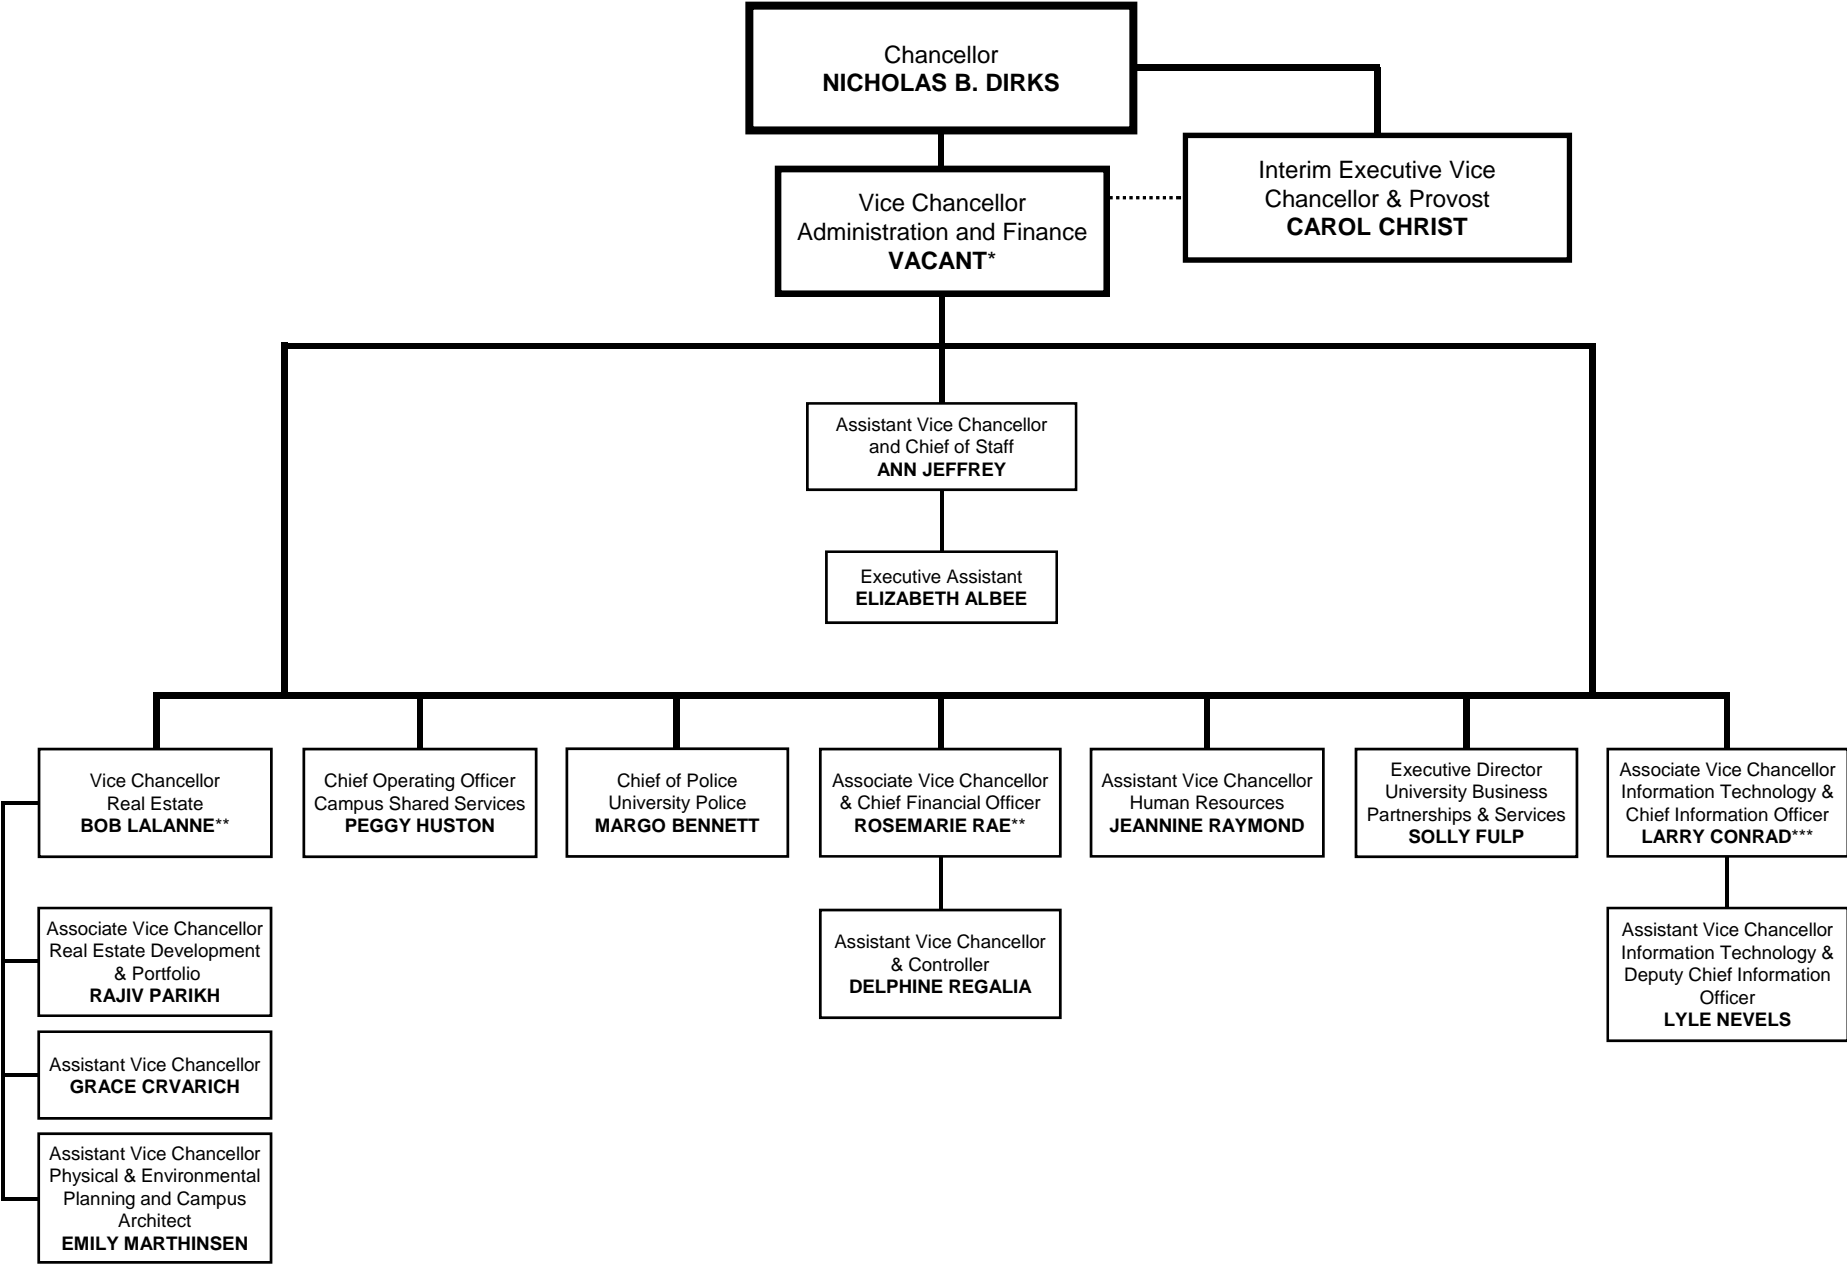 Chancellor
NICHOLAS B. DIRKS
Interim Executive Vice
Chancellor & Provost
CAROL CHRIST
Vice Chancellor
Administration and Finance
VACANT*
Assistant Vice Chancellor
and Chief of Staff
ANN JEFFREY
Executive Assistant
ELIZABETH ALBEE
Vice Chancellor
Real Estate
BOB LALANNE**
Chief Operating Officer
Campus Shared Services
PEGGY HUSTON
Chief of Police
University Police
MARGO BENNETT
Associate Vice Chancellor
& Chief Financial Officer
ROSEMARIE RAE**
Assistant Vice Chancellor
Human Resources
JEANNINE RAYMOND
Executive Director
University Business
Partnerships & Services
SOLLY FULP
Associate Vice Chancellor
Information Technology &
Chief Information Officer
LARRY CONRAD***
Associate Vice Chancellor
Real Estate Development
& Portfolio
RAJIV PARIKH
Assistant Vice Chancellor
& Controller
DELPHINE REGALIA
Assistant Vice Chancellor
Information Technology &
Deputy Chief Information
Officer
LYLE NEVELS
Assistant Vice Chancellor
GRACE CRVARICH
Assistant Vice Chancellor
Physical & Environmental
Planning and Campus
Architect
EMILY MARTHINSEN